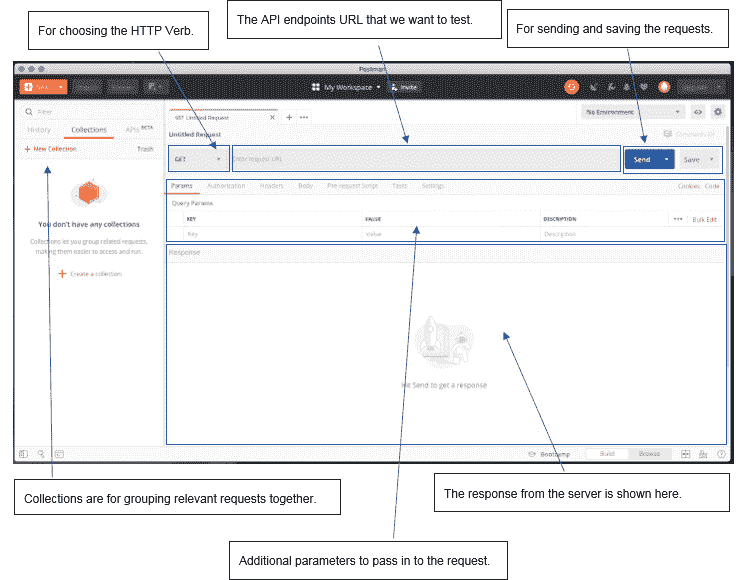 The API endpoints URL that we want to test.
For choosing the HTTP Verb.
For sending and saving the requests.
Postman
New
My Workspace
Invite
Filter
History Collections APIs BETA
+ New Collection Trash
You don't have any collections
Collections let you group related requests,
making them easier to access and run.
+ Create a collection
GET Untitled Request
No Environment
Untitled Request
Comments (0)
GET
Enter request URL
Send
Save
Params Authorization Headers Body Pre-request Script Tests Settings
Cookies Code
Query Params
KEY VALUE DESCRIPTION
Bulk Edit
Key Value Description
Response
Hit Send to get a response
Bootcamp
Build Browse
Collections are for grouping relevant requests together.
The response from the server is shown here.
Additional parameters to pass in to the request.